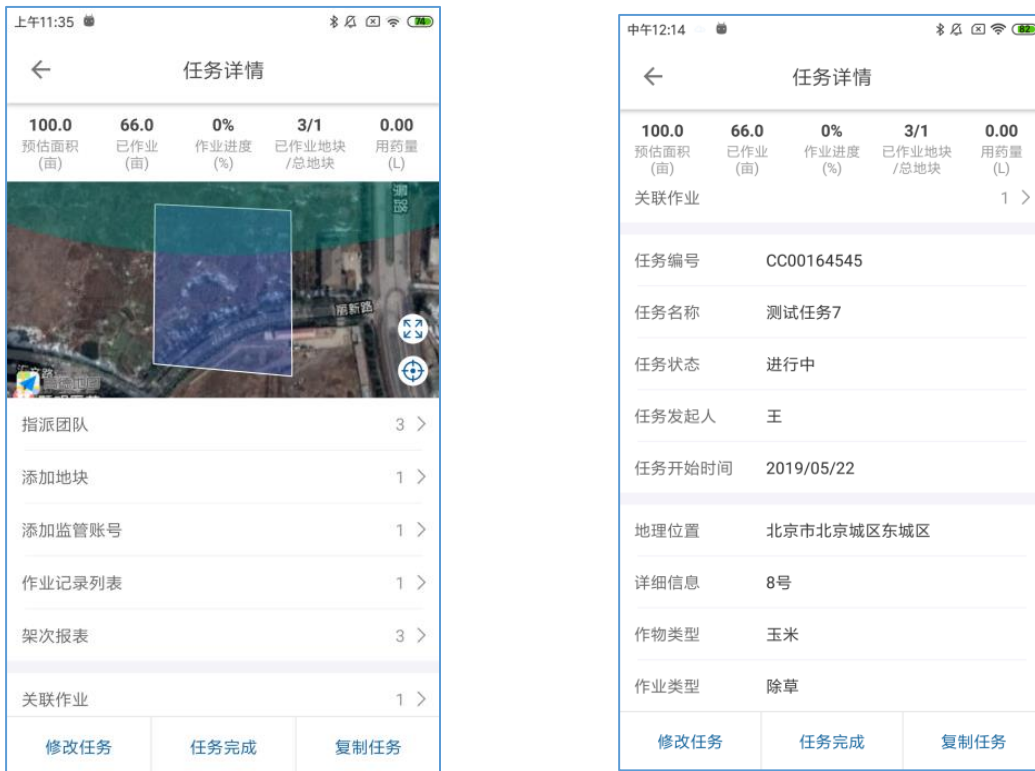 上午11:35
74
任务详情
100.0 66.0 0% 3/1 0.00
预估面积 已作业 作业进度 已作业地块 用药量
(亩) (亩) (%) /总地块 (L)
景路
丽新路
指派团队 3
添加地块 1
添加监管账号 1
作业记录列表 1
架次报表 3
关联作业 1
修改任务 任务完成 复制任务
中午12:14
82
任务详情
100.0 66.0 0% 3/1 0.00
预估面积 已作业 作业进度 已作业地块 用药量
(亩) (亩) (%) /总地块 (L)
关联作业 1
任务编号 CC00164545
任务名称 测试任务7
任务状态 进行中
任务发起人 王
任务开始时间 2019/05/22
地理位置 北京市北京城区东城区
详细信息 8号
作物类型 玉米
作业类型 除草
修改任务 任务完成 复制任务